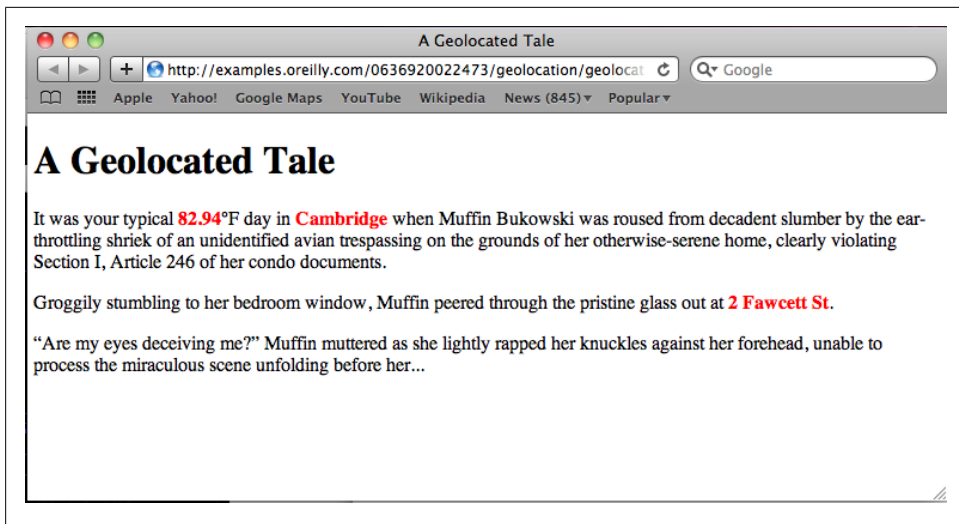 A Geolocated Tale
http://examples.oreilly.com/0636920022473/geolocation/geolocat
Google
Apple Yahoo! Google Maps YouTube Wikipedia News (845) Popular
A Geolocated Tale
It was your typical 82.94°F day in Cambridge when Muffin Bukowski was roused from decadent slumber by the ear-
throttling shriek of an unidentified avian trespassing on the grounds of her otherwise-serene home, clearly violating
Section I, Article 246 of her condo documents.
Groggily stumbling to her bedroom window, Muffin peered through the pristine glass out at 2 Fawcett St.
“Are my eyes deceiving me?” Muffin muttered as she lightly rapped her knuckles against her forehead, unable to
process the miraculous scene unfolding before her...